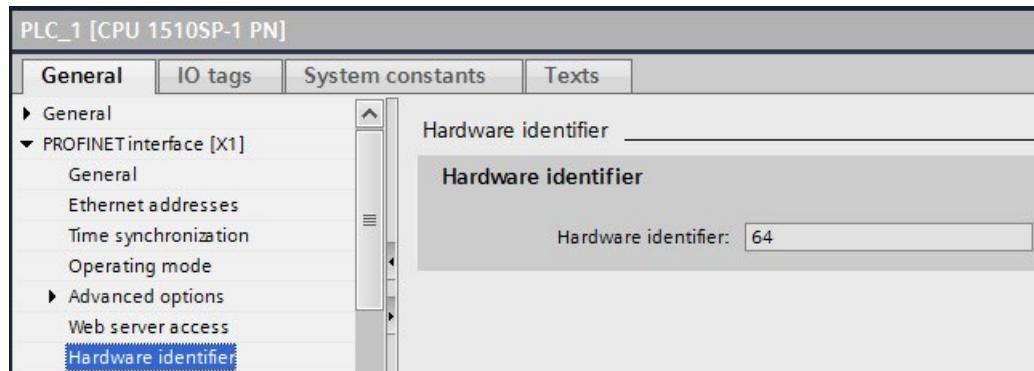 PLC_1 [CPU 1510SP-1 PN]
General IO tags System constants Texts
General
PROFINET interface [X1]
General
Ethernet addresses
Time synchronization
Operating mode
Advanced options
Web server access
Hardware identifier
Hardware identifier
Hardware identifier
Hardware identifier: 64